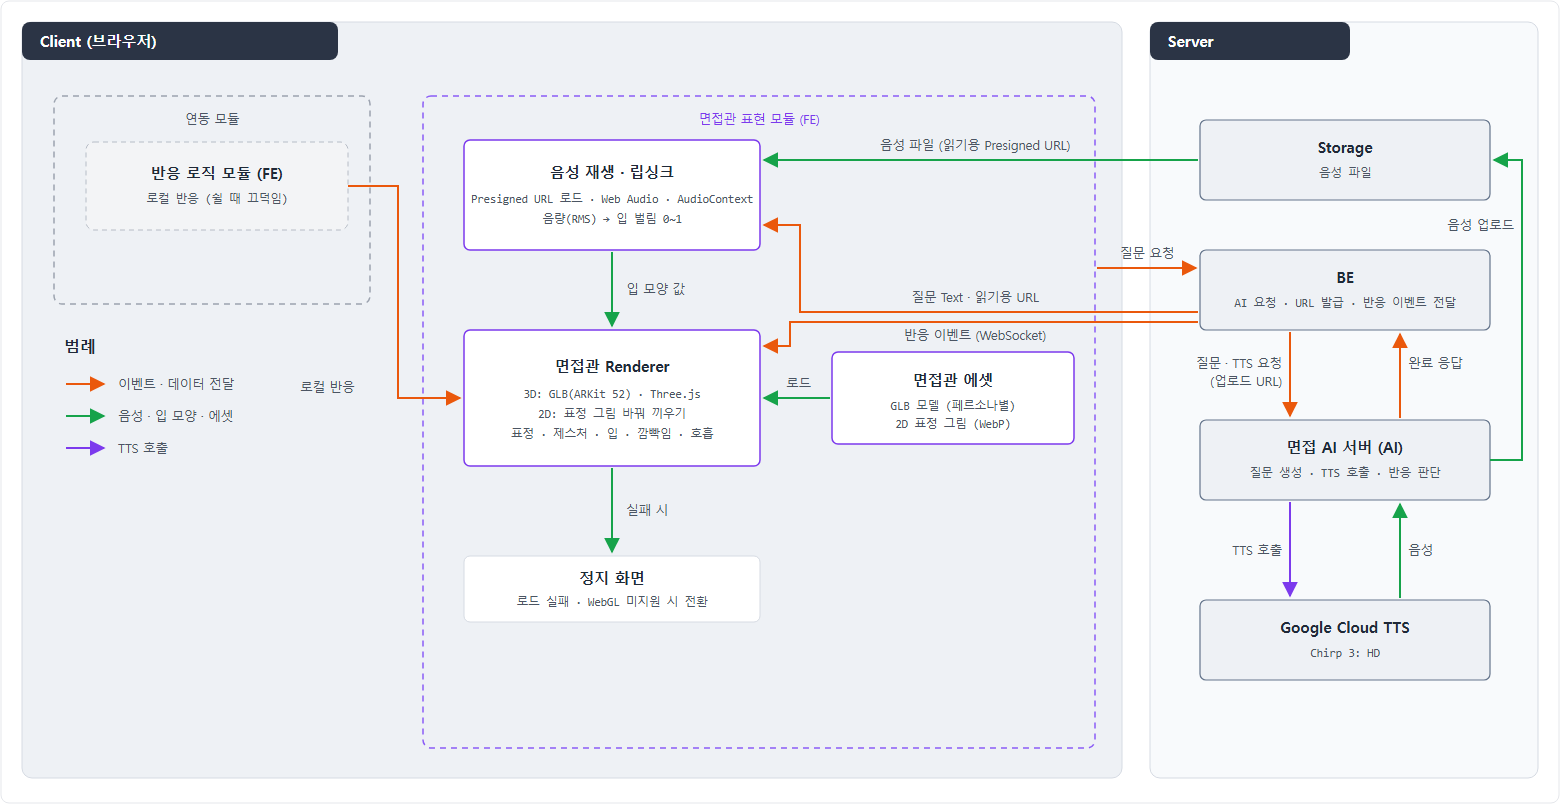 Client (브라우저)
연동 모듈
반응 로직 모듈 (FE)
로컬 반응 (쉴 때 끄덕임)
범례
이벤트 · 데이터 전달
음성 · 입 모양 · 에셋
TTS 호출
로컬 반응
면접관 표현 모듈 (FE)
음성 재생 · 립싱크
Presigned URL 로드 · Web Audio · AudioContext
음량(RMS) → 입 벌림 0~1
입 모양 값
면접관 Renderer
3D: GLB(ARKit 52) · Three.js
2D: 표정 그림 바꿔 끼우기
표정 · 제스처 · 입 · 깜빡임 · 호흡
실패 시
정지 화면
로드 실패 · WebGL 미지원 시 전환
음성 파일 (읽기용 Presigned URL)
질문 요청
질문 Text · 읽기용 URL
반응 이벤트 (WebSocket)
로드
면접관 에셋
GLB 모델 (페르소나별)
2D 표정 그림 (WebP)
Server
Storage
음성 파일
음성 업로드
BE
AI 요청 · URL 발급 · 반응 이벤트 전달
질문 · TTS 요청
(업로드 URL)
완료 응답
면접 AI 서버 (AI)
질문 생성 · TTS 호출 · 반응 판단
TTS 호출
음성
Google Cloud TTS
Chirp 3: HD